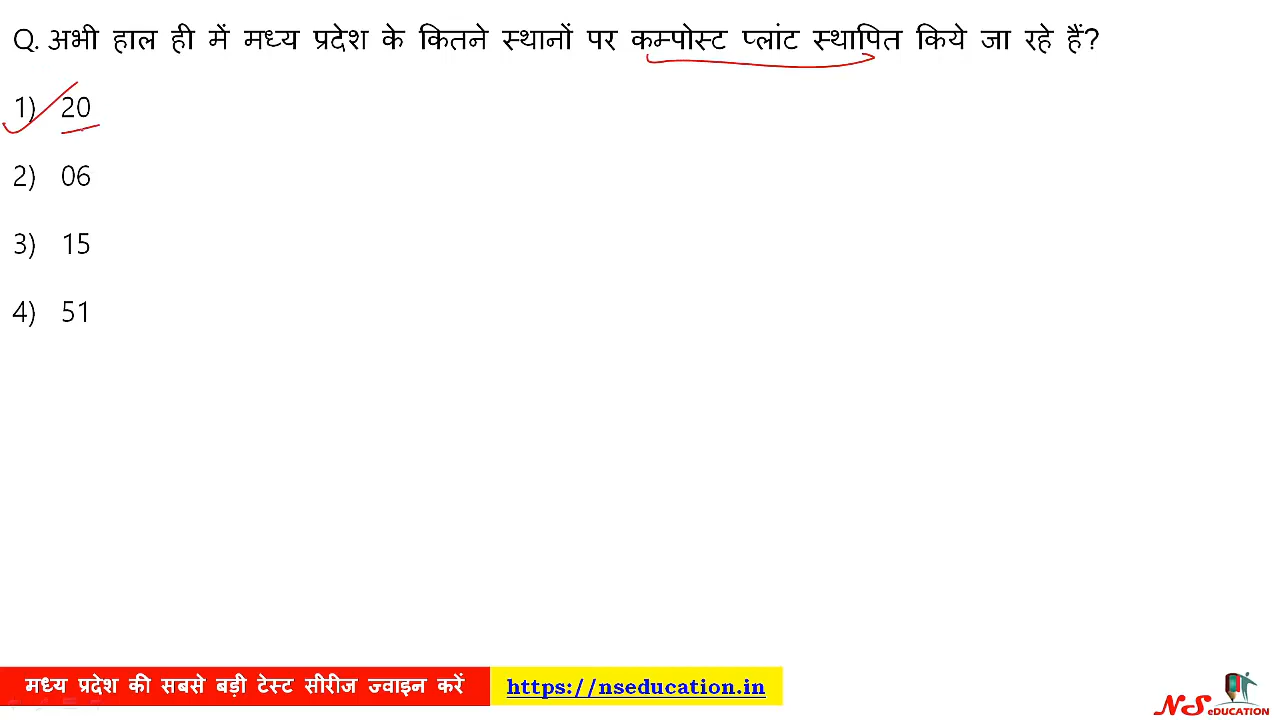 Q. अभी हाल ही में मध्य प्रदेश के कितने स्थानों पर कम्पोस्ट प्लांट स्थापित किये जा रहे हैं?
1) 20
2) 06
3) 15
4) 51
मध्य प्रदेश की सबसे बड़ी टेस्ट सीरीज ज्वाइन करें https://nseducation.in
NS eDUCATION